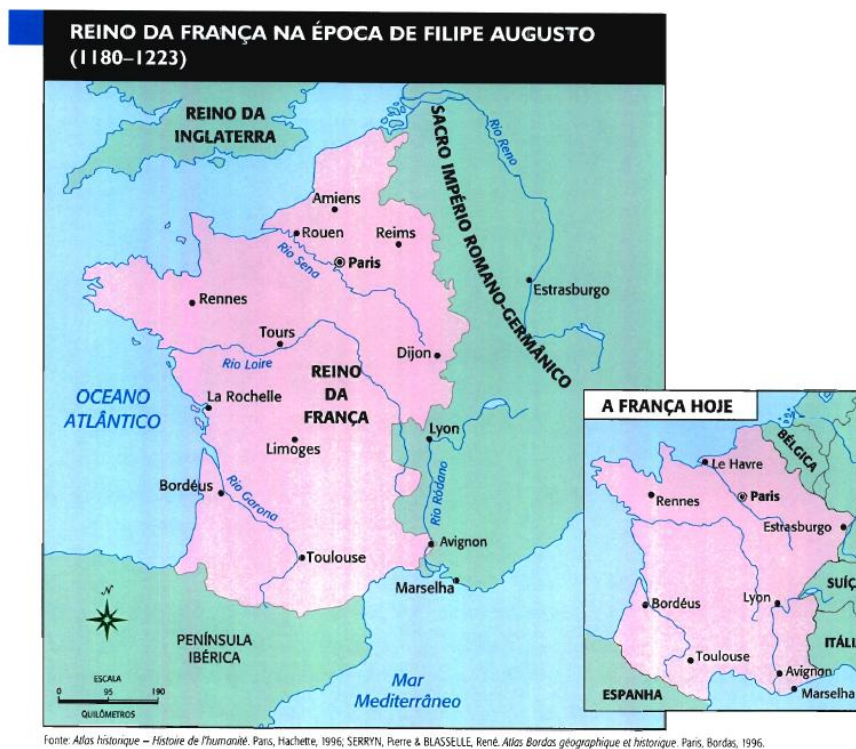 REINO DA FRANÇA NA ÉPOCA DE FILIPE AUGUSTO
(1180–1223)
REINO DA
INGLATERRA
SACRO IMPÉRIO ROMANO-GERMÂNICO
Rio Reno
Amiens
Rouen
Reims
Rio Sena
Paris
Estrasburgo
Rennes
Tours
Rio Loire
Dijon
REINO
DA
FRANÇA
OCEANO
ATLÂNTICO
La Rochelle
Limoges
Lyon
Bordéus
Rio Garona
Rio Ródano
Toulouse
Avignon
Marselha
N
PENÍNSULA
IBÉRICA
Mar
Mediterrâneo
ESCALA
0 95 190
QUILÔMETROS
A FRANÇA HOJE
BÉLGICA
Le Havre
Rennes
Paris
Estrasburgo
SUÍÇ
Bordéus
Lyon
ITÁLI
Toulouse
Avignon
Marselha
ESPANHA
Fonte: Atlas historique – Histoire de l'humanité. Paris, Hachette, 1996; SERRYN, Pierre & BLASSELLE, René. Atlas Bordas géographique et historique. Paris, Bordas, 1996.